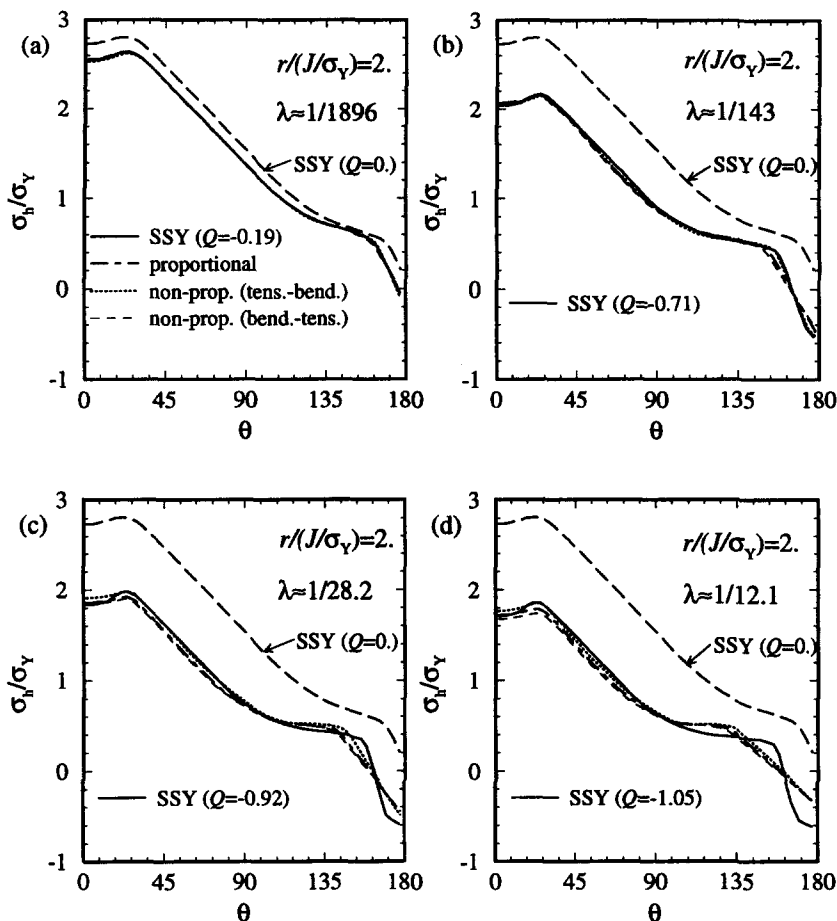 (a)
r/(J/σY)=2.
λ≈1/1896
SSY (Q=0.)
SSY (Q=-0.19)
proportional
non-prop. (tens.-bend.)
non-prop. (bend.-tens.)
σh/σY
3
2
1
0
-1
0
45
90
135
180
θ
(b)
r/(J/σY)=2.
λ≈1/143
SSY (Q=0.)
SSY (Q=-0.71)
σh/σY
3
2
1
0
-1
0
45
90
135
180
θ
(c)
r/(J/σY)=2.
λ≈1/28.2
SSY (Q=0.)
SSY (Q=-0.92)
σh/σY
3
2
1
0
-1
0
45
90
135
180
θ
(d)
r/(J/σY)=2.
λ≈1/12.1
SSY (Q=0.)
SSY (Q=-1.05)
σh/σY
3
2
1
0
-1
0
45
90
135
180
θ